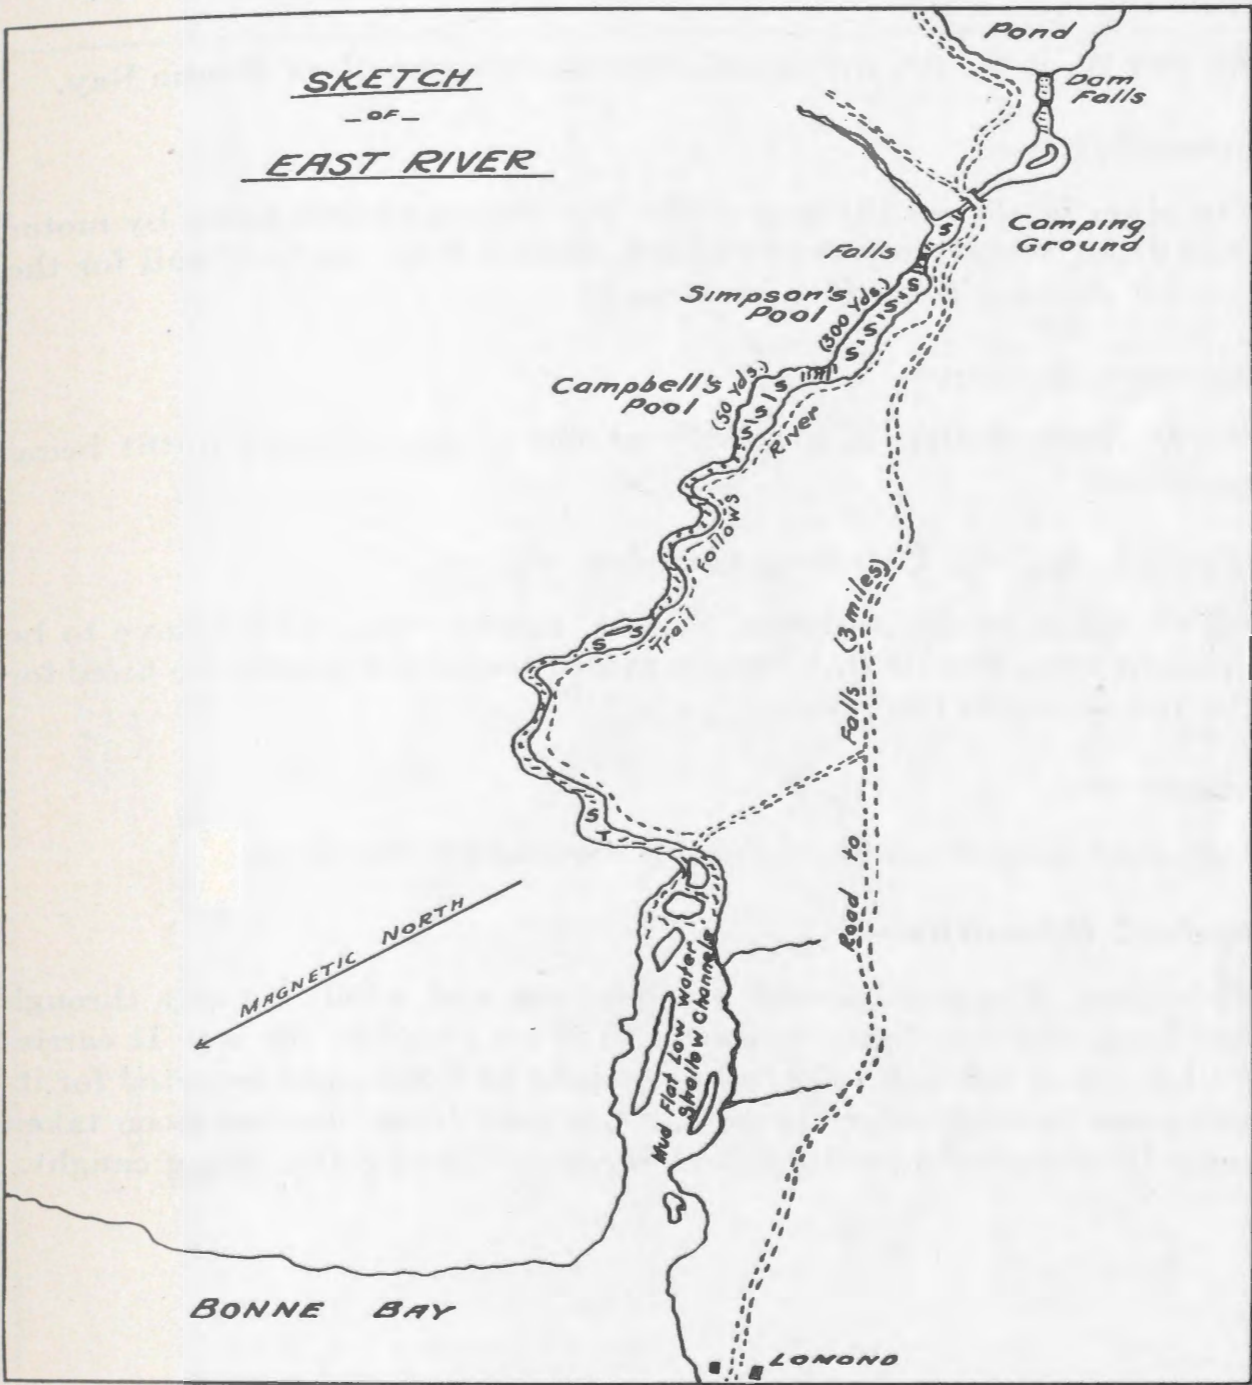 SKETCH
- OF -
EAST RIVER
Pond
Dam
Falls
Camping
Ground
S
Falls
Simpson's
Pool
(300 Yds.)
S S S S
Campbell's
Pool
(50 Yds.)
S S S
Trail Follows River
S S
S
T
Road to Falls (3 miles)
MAGNETIC NORTH
Mud Flat Low water
Shallow Channels
BONNE BAY
LOMOND